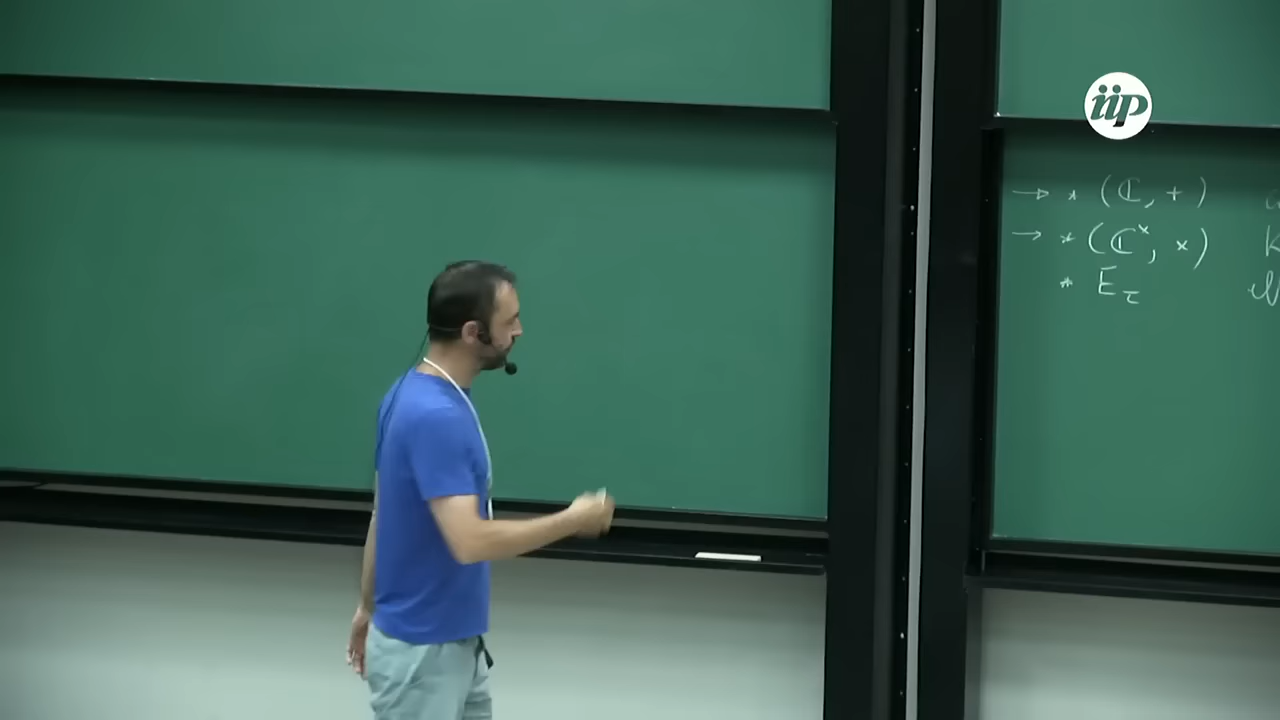 iip
→ * (ℂ, +)
→ * (ℂ^×, ×) K
* E_τ